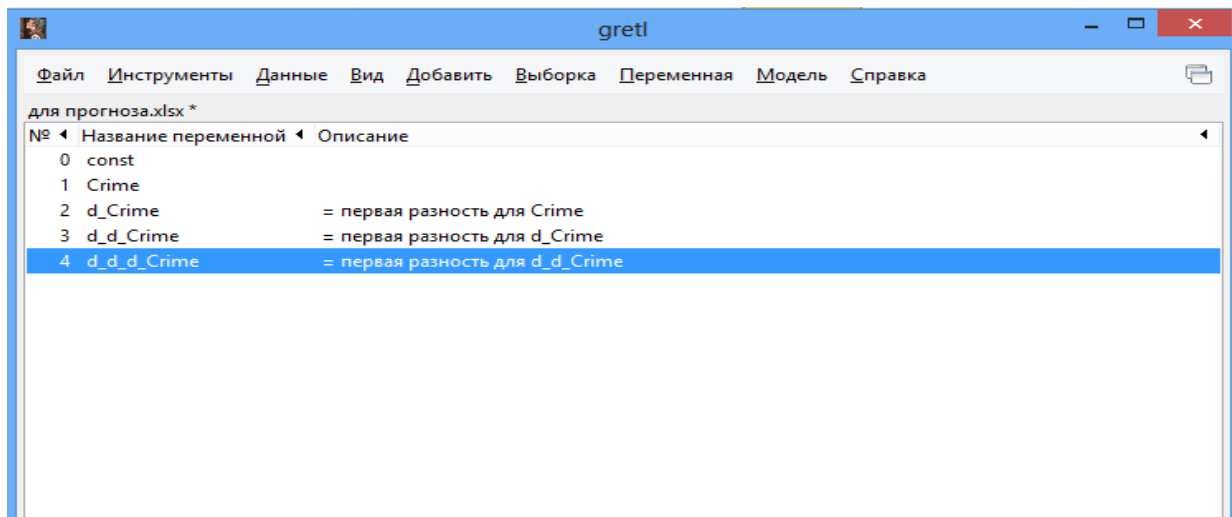 gretl
Файл Инструменты Данные Вид Добавить Выборка Переменная Модель Справка
для прогноза.xlsx *
№ Название переменной Описание
0 const
1 Crime
2 d_Crime = первая разность для Crime
3 d_d_Crime = первая разность для d_Crime
4 d_d_d_Crime = первая разность для d_d_Crime